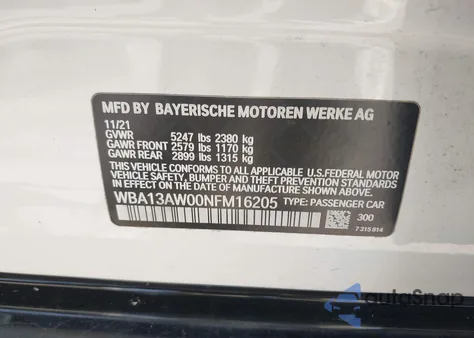 MFD BY BAYERISCHE MOTOREN WERKE AG
11/21
GVWR 5247 lbs 2380 kg
GAWR FRONT 2579 lbs 1170 kg
GAWR REAR 2899 lbs 1315 kg
THIS VEHICLE CONFORMS TO ALL APPLICABLE U.S. FEDERAL MOTOR
VEHICLE SAFETY, BUMPER AND THEFT PREVENTION STANDARDS
IN EFFECT ON THE DATE OF MANUFACTURE SHOWN ABOVE.
WBA13AW00NFM16205 TYPE: PASSENGER CAR
300
7 315 014
autoSnap